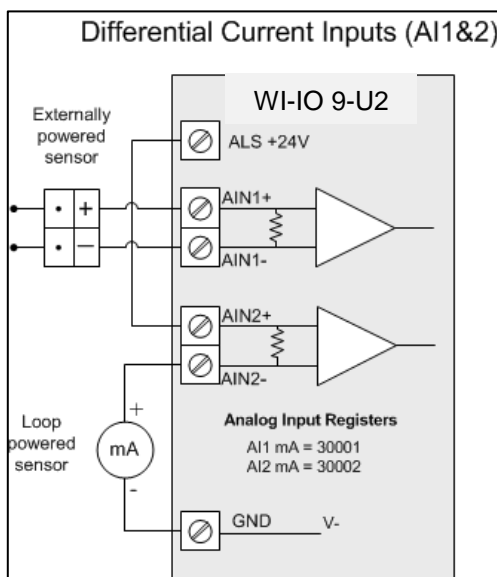 Differential Current Inputs (AI1&2)
WI-IO 9-U2
Externally
powered
sensor
ALS +24V
AIN1+
+
−
AIN1-
AIN2+
AIN2-
Loop
powered
sensor
+
mA
-
Analog Input Registers
AI1 mA = 30001
AI2 mA = 30002
GND
V-